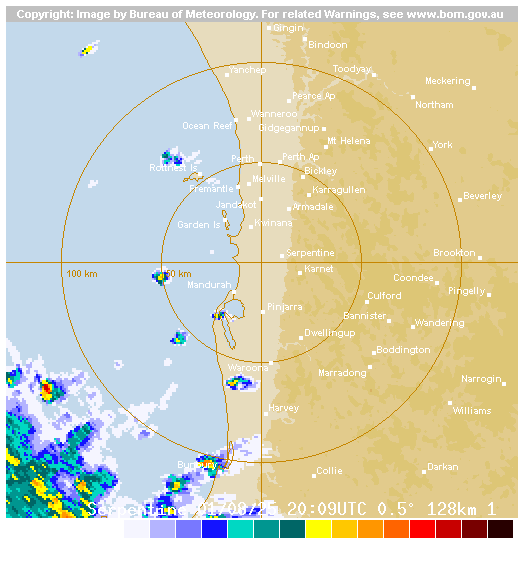 Copyright: Image by Bureau of Meteorology. For related Warnings, see www.bom.gov.au
Gingin
Bindoon
Yanchep
Toodyay
Meckering
Pearce Ap
Northam
Wanneroo
Ocean Reef
Gidgegannup
Mt Helena
York
Perth
Perth Ap
Rottnest Is
Bickley
Melville
Fremantle
Karragullen
Beverley
Jandakot
Armadale
Garden Is
Kwinana
Serpentine
Brookton
100 km
50 km
Karnet
Coondee
Mandurah
Pingelly
Culford
Pinjarra
Bannister
Wandering
Dwellingup
Boddington
Waroona
Marradong
Narrogin
Harvey
Williams
Bunbury
Collie
Darkan
Serpentine 20:09UTC 0.5° 128km 1